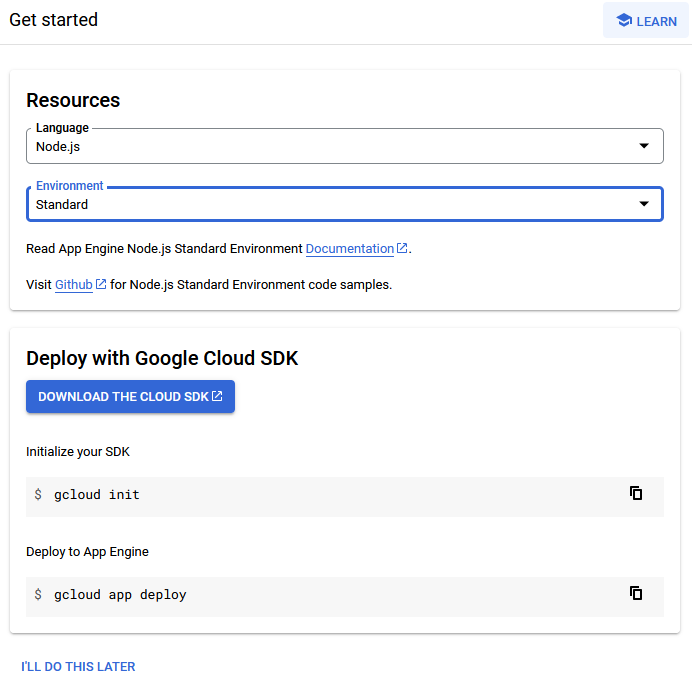 Get started
LEARN
Resources
Language
Node.js
Environment
Standard
Read App Engine Node.js Standard Environment Documentation.
Visit Github for Node.js Standard Environment code samples.
Deploy with Google Cloud SDK
DOWNLOAD THE CLOUD SDK
Initialize your SDK
$ gcloud init
Deploy to App Engine
$ gcloud app deploy
I'LL DO THIS LATER